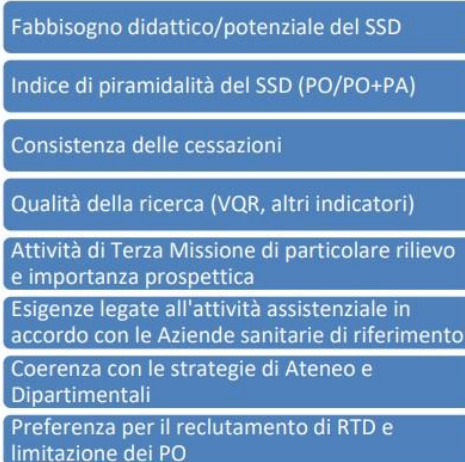 Fabbisogno didattico/potenziale del SSD
Indice di piramidalità del SSD (PO/PO+PA)
Consistenza delle cessazioni
Qualità della ricerca (VQR, altri indicatori)
Attività di Terza Missione di particolare rilievo
e importanza prospettica
Esigenze legate all'attività assistenziale in
accordo con le Aziende sanitarie di riferimento
Coerenza con le strategie di Ateneo e
Dipartimentali
Preferenza per il reclutamento di RTD e
limitazione dei PO